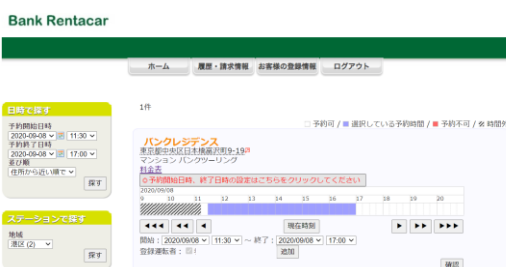 Bank Rentacar
ホーム
履歴・請求情報
お客様の登録情報
ログアウト
日時で探す
予約開始日時
2020-09-08 11:30
予約終了日時
2020-09-08 17:00
並び順
住所から近い順で
探す
ステーションで探す
地域
港区 (2)
探す
1件
□ 予約可 / ■ 選択している予約時間 / ■ 予約不可 / ※ 時間外
バンクレジデンス
東京都中央区日本橋
町9-19
マンション バンクツーリング
料金表
○予約開始日時、終了日時の設定はこちらをクリックしてください
2020/09/08
9 10 11 12 13 14 15 16 17 18 19 20
◀◀◀ ◀◀ ◀ 現在時刻 ▶ ▶▶ ▶▶▶
開始：2020/09/08 11:30 ～ 終了：2020/09/08 17:00
登録運転者：
追加
確認